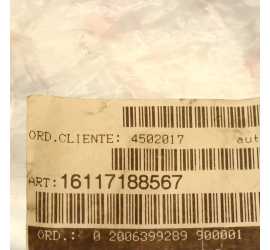 ORD.CLIENTE: 4502017 aut
ART: 16117188567
ORD.: 0 2006399289 900001